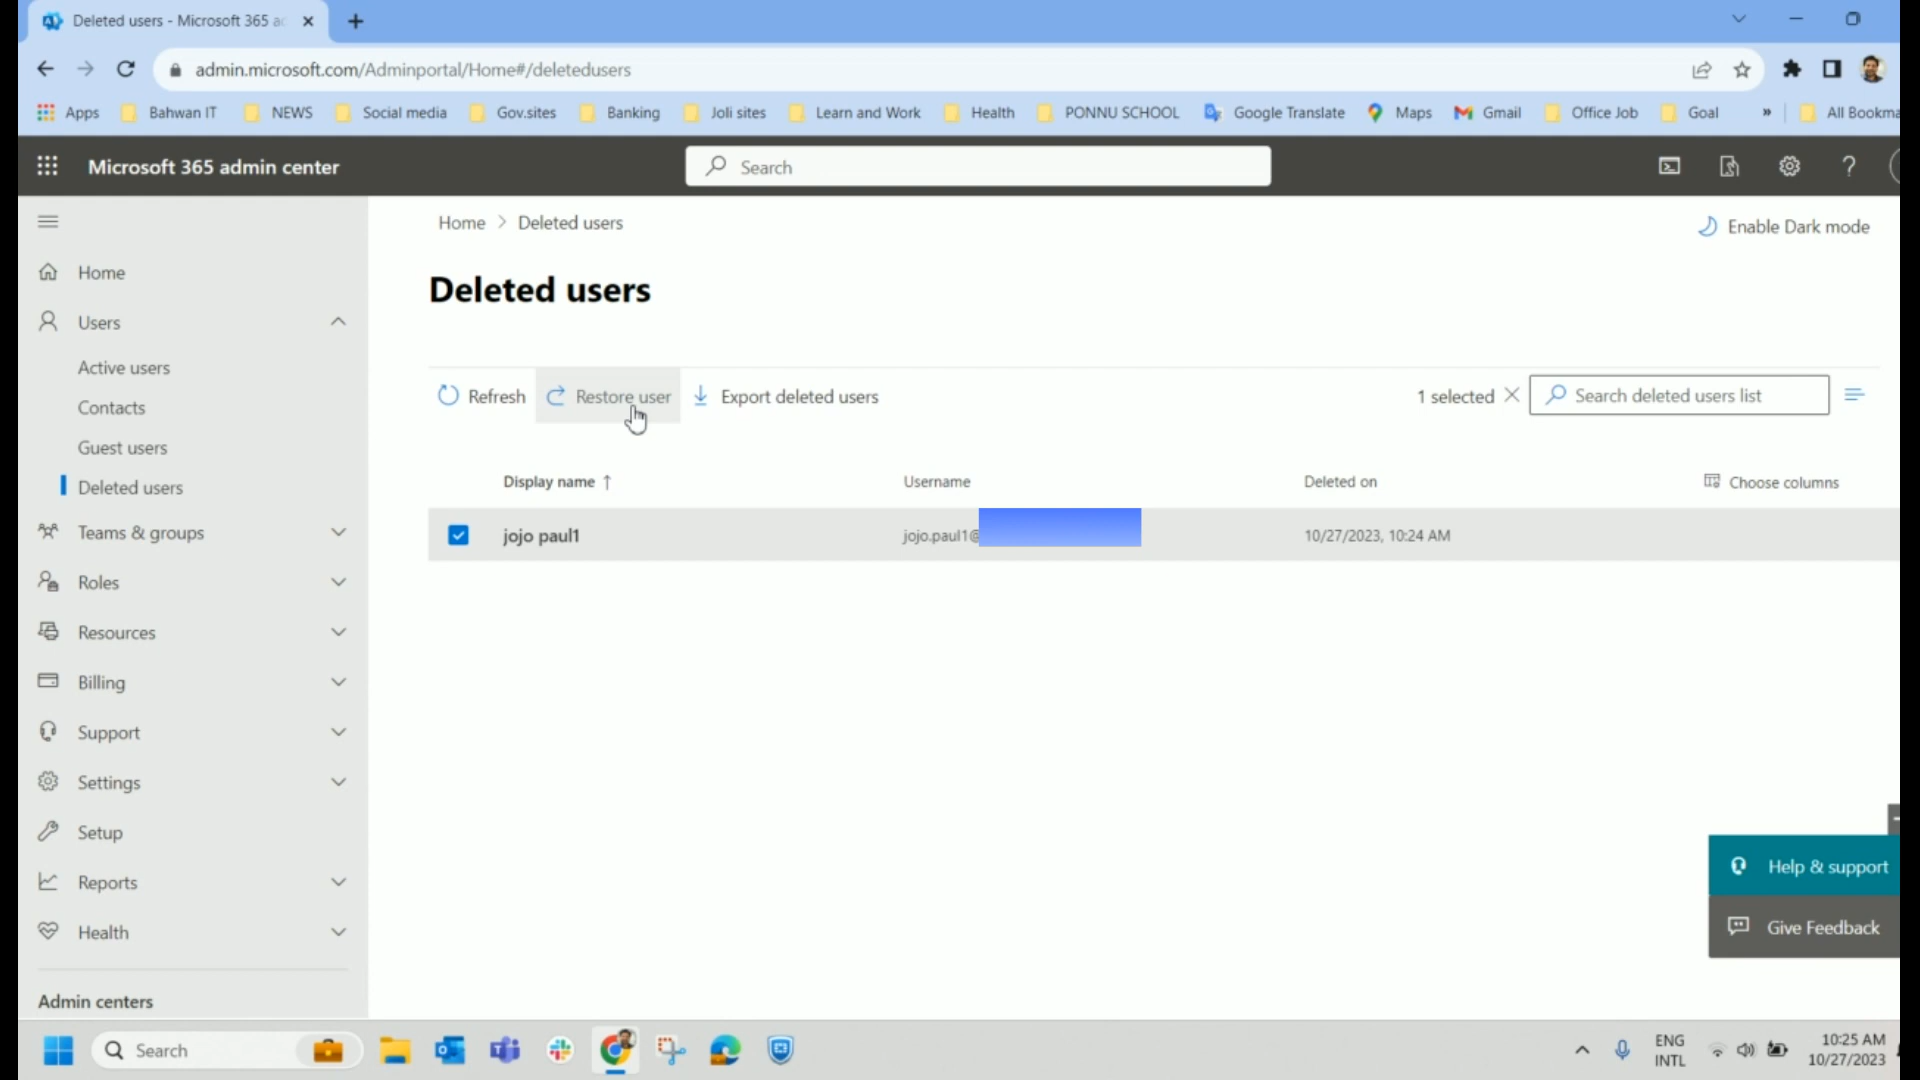 Deleted users - Microsoft 365 a
admin.microsoft.com/Adminportal/Home#/deletedusers
Apps Bahwan IT NEWS Social media Gov.sites Banking Joli sites Learn and Work Health PONNU SCHOOL Google Translate Maps Gmail Office Job Goal » All Bookma
Microsoft 365 admin center
Search
Home > Deleted users
Enable Dark mode
Deleted users
Home
Users
Active users
Contacts
Guest users
Deleted users
Teams & groups
Roles
Resources
Billing
Support
Settings
Setup
Reports
Health
Admin centers
Refresh Restore user Export deleted users
1 selected Search deleted users list
Display name ↑ Username Deleted on Choose columns
jojo paul1 jojo.paul1@ 10/27/2023, 10:24 AM
Help & support
Give Feedback
Search
ENG
INTL
10:25 AM
10/27/2023